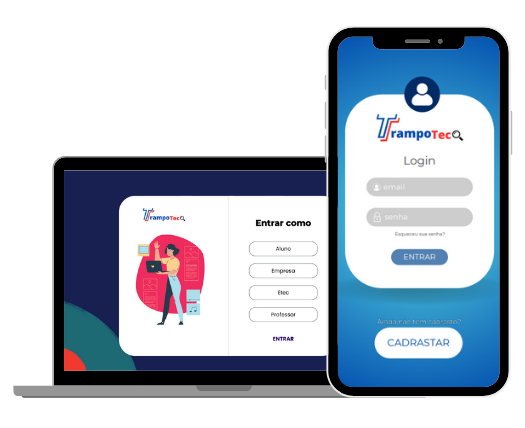 TrampoTec
Entrar como
Aluno
Empresa
Etec
Professor
ENTRAR
TrampoTec
Login
email
senha
Esqueceu sua senha?
ENTRAR
Ainda não tem cadastro?
CADRASTAR